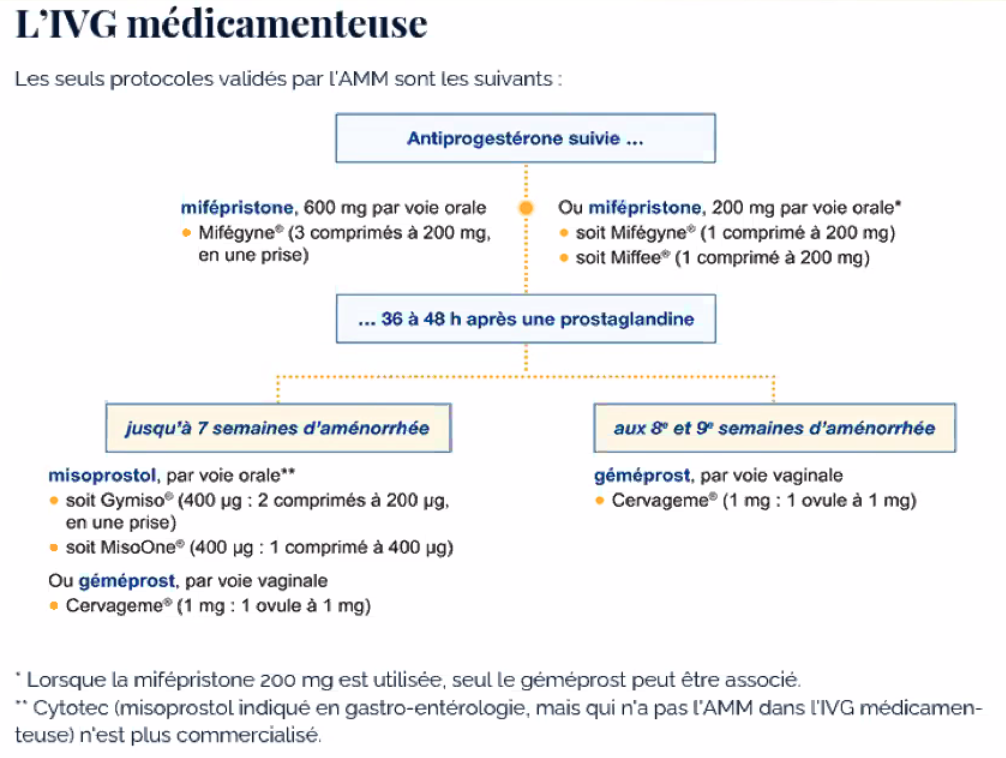 L'IVG médicamenteuse
Les seuls protocoles validés par l'AMM sont les suivants :
Antiprogestérone suivie ...
mifépristone, 600 mg par voie orale
• Mifégyne® (3 comprimés à 200 mg,
en une prise)
Ou mifépristone, 200 mg par voie orale*
• soit Mifégyne® (1 comprimé à 200 mg)
• soit Miffee® (1 comprimé à 200 mg)
... 36 à 48 h après une prostaglandine
jusqu'à 7 semaines d'aménorrhée
misoprostol, par voie orale**
• soit Gymiso® (400 µg : 2 comprimés à 200 µg,
en une prise)
• soit MisoOne® (400 µg : 1 comprimé à 400 µg)
Ou géméprost, par voie vaginale
• Cervageme® (1 mg : 1 ovule à 1 mg)
aux 8e et 9e semaines d'aménorrhée
géméprost, par voie vaginale
• Cervageme® (1 mg : 1 ovule à 1 mg)
* Lorsque la mifépristone 200 mg est utilisée, seul le géméprost peut être associé.
** Cytotec (misoprostol indiqué en gastro-entérologie, mais qui n'a pas l'AMM dans l'IVG médicamen-
teuse) n'est plus commercialisé.